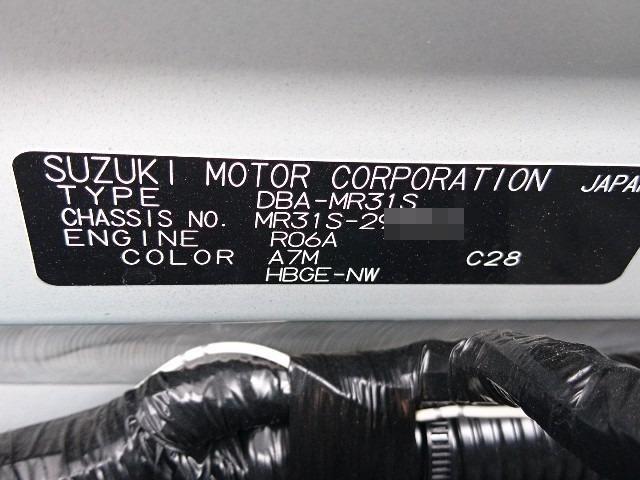 SUZUKI MOTOR CORPORATION JAPAN
TYPE DBA-MR31S
CHASSIS NO. MR31S-29
ENGINE R06A
COLOR A7M C28
HBGE-NW